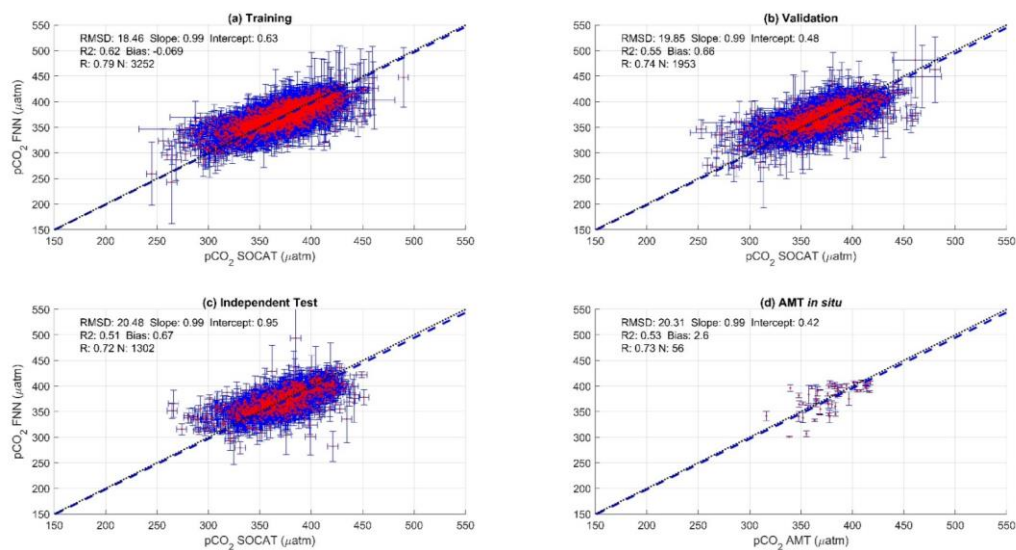 (a) Training
RMSD: 18.46 Slope: 0.99 Intercept: 0.63
R2: 0.62 Bias: -0.069
R: 0.79 N: 3252
550
500
450
400
350
300
250
200
150
pCO2 FNN (μatm)
150 200 250 300 350 400 450 500 550
pCO2 SOCAT (μatm)
(b) Validation
RMSD: 19.85 Slope: 0.99 Intercept: 0.48
R2: 0.55 Bias: 0.66
R: 0.74 N: 1953
550
500
450
400
350
300
250
200
150
150 200 250 300 350 400 450 500 550
pCO2 SOCAT (μatm)
(c) Independent Test
RMSD: 20.48 Slope: 0.99 Intercept: 0.95
R2: 0.51 Bias: 0.67
R: 0.72 N: 1302
550
500
450
400
350
300
250
200
150
pCO2 FNN (μatm)
150 200 250 300 350 400 450 500 550
pCO2 SOCAT (μatm)
(d) AMT in situ
RMSD: 20.31 Slope: 0.99 Intercept: 0.42
R2: 0.53 Bias: 2.6
R: 0.73 N: 56
550
500
450
400
350
300
250
200
150
150 200 250 300 350 400 450 500 550
pCO2 AMT (μatm)